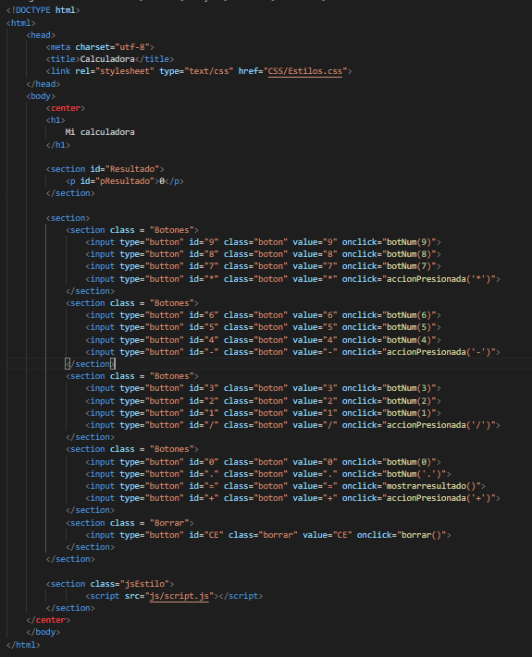 <!DOCTYPE html>
<html>
<head>
<meta charset="utf-8">
<title>Calculadora</title>
<link rel="stylesheet" type="text/css" href="CSS/Estilos.css">
</head>
<body>
<center>
<h1>
Mi calculadora
</h1>
<section id="Resultado">
<p id="pResultado">0</p>
</section>
<section>
<section class = "Botones">
<input type="button" id="9" class="boton" value="9" onclick="botNum(9)">
<input type="button" id="8" class="boton" value="8" onclick="botNum(8)">
<input type="button" id="7" class="boton" value="7" onclick="botNum(7)">
<input type="button" id="*" class="boton" value="*" onclick="accionPresionada('*')">
</section>
<section class = "Botones">
<input type="button" id="6" class="boton" value="6" onclick="botNum(6)">
<input type="button" id="5" class="boton" value="5" onclick="botNum(5)">
<input type="button" id="4" class="boton" value="4" onclick="botNum(4)">
<input type="button" id="-" class="boton" value="-" onclick="accionPresionada('-')">
</section>
<section class = "Botones">
<input type="button" id="3" class="boton" value="3" onclick="botNum(3)">
<input type="button" id="2" class="boton" value="2" onclick="botNum(2)">
<input type="button" id="1" class="boton" value="1" onclick="botNum(1)">
<input type="button" id="/" class="boton" value="/" onclick="accionPresionada('/')">
</section>
<section class = "Botones">
<input type="button" id="0" class="boton" value="0" onclick="botNum(0)">
<input type="button" id="." class="boton" value="." onclick="botNum('.')">
<input type="button" id="=" class="boton" value="=" onclick="mostrarresultado()">
<input type="button" id="+" class="boton" value="+" onclick="accionPresionada('+')">
</section>
<section class = "Borrar">
<input type="button" id="CE" class="borrar" value="CE" onclick="borrar()">
</section>
</section>
<section class="jsEstilo">
<script src="js/script.js"></script>
</section>
</center>
</body>
</html>